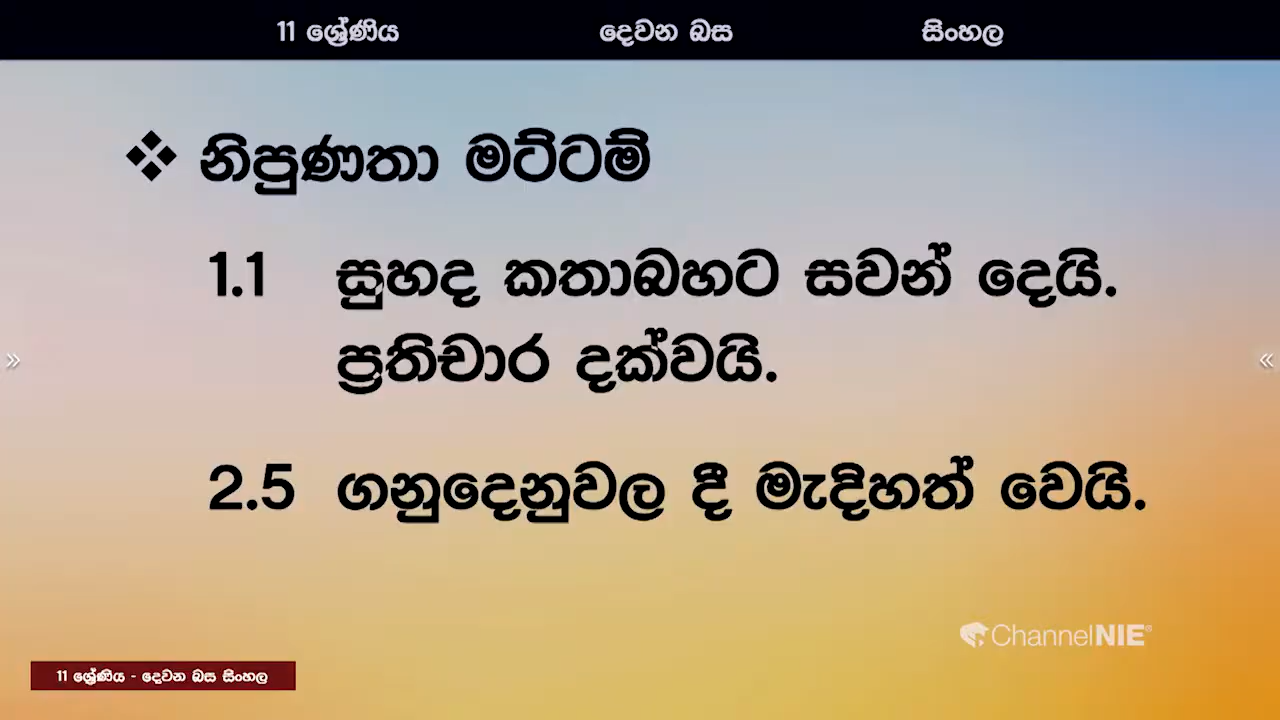 11 ශ්‍රේණිය දෙවන බස සිංහල
❖ නිපුණතා මට්ටම්
1.1 සුහද කතාබහට සවන් දෙයි.
ප්‍රතිචාර දක්වයි.
2.5 ගනුදෙනුවල දී මැදිහත් වෙයි.
ChannelNIE®
11 ශ්‍රේණිය - දෙවන බස සිංහල